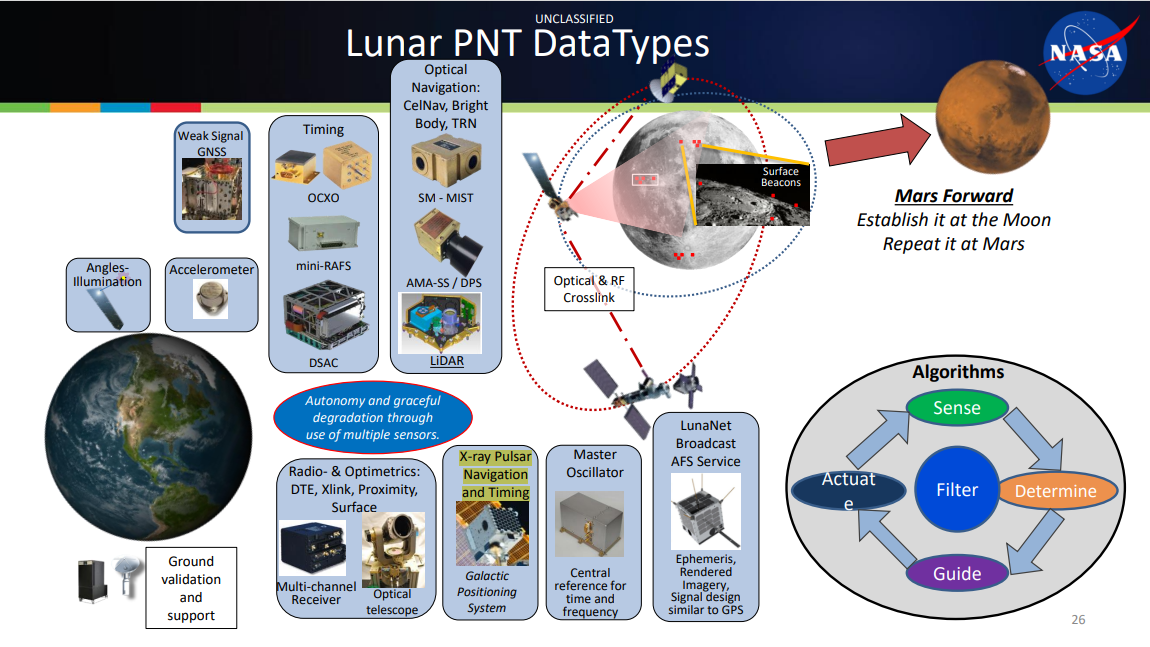 UNCLASSIFIED
Lunar PNT DataTypes
NASA
Optical
Navigation:
CelNav, Bright
Body, TRN
SM - MIST
AMA-SS / DPS
LiDAR
Timing
OCXO
mini-RAFS
DSAC
Weak Signal
GNSS
Angles-
Illumination
Accelerometer
Surface
Beacons
Optical & RF
Crosslink
Mars Forward
Establish it at the Moon
Repeat it at Mars
Autonomy and graceful
degradation through
use of multiple sensors.
Radio- & Optimetrics:
DTE, Xlink, Proximity,
Surface
Multi-channel
Receiver
Optical
telescope
X-ray Pulsar
Navigation
and Timing
Galactic
Positioning
System
Master
Oscillator
Central
reference for
time and
frequency
LunaNet
Broadcast
AFS Service
Ephemeris,
Rendered
Imagery,
Signal design
similar to GPS
Algorithms
Sense
Actuat
e
Filter
Determine
Guide
Ground
validation
and
support
26